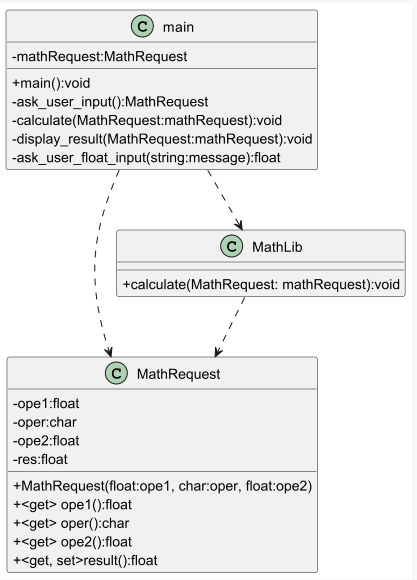 C main
-mathRequest:MathRequest
+main():void
-ask_user_input():MathRequest
-calculate(MathRequest:mathRequest):void
-display_result(MathRequest:mathRequest):void
-ask_user_float_input(string:message):float
C MathLib
+calculate(MathRequest: mathRequest):void
C MathRequest
-ope1:float
-oper:char
-ope2:float
-res:float
+MathRequest(float:ope1, char:oper, float:ope2)
+<get> ope1():float
+<get> oper():char
+<get> ope2():float
+<get, set>result():float